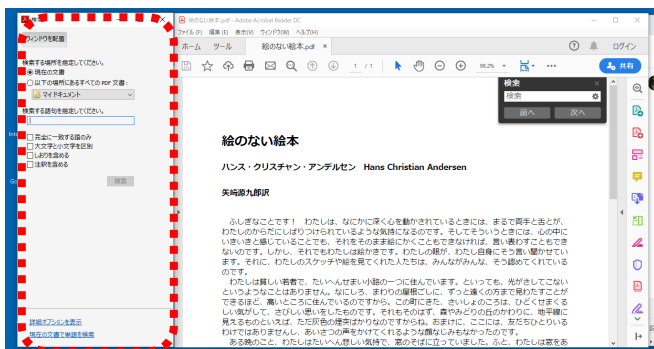 ウィンドウを配置
検索する場所を指定してください。
現在の文書
以下の場所にあるすべての PDF 文書:
マイドキュメント
検索する語句を指定してください。
完全に一致する語のみ
大文字と小文字を区別
しおりを含める
注釈を含める
検索
詳細オプションを表示
現在の文書で単語を検索
絵のない絵本.pdf - Adobe Acrobat Reader DC
ファイル(F) 編集(E) 表示(V) ウィンドウ(W) ヘルプ(H)
ホーム ツール 絵のない絵本.pdf × ログイン
1 / 1 98.2% 共有
検索
検索
前へ 次へ
絵のない絵本
ハンス・クリスチャン・アンデルセン Hans Christian Andersen
矢崎源九郎訳
ふしぎなことです！ わたしは、なにかに深く心を動かされているときには、まるで両手と舌とが、
わたしのからだにしばりつけられているような気持になるのです。そしてそういうときには、心の中に
いきいきと感じていることでも、それをそのまま絵にかくこともできなければ、言い表わすこともでき
ないのです。しかし、それでもわたしは絵かきです。わたしの眼が、わたし自身にそう言い聞かせてい
ます。それに、わたしのスケッチや絵を見てくれた人たちは、みんながみんな、そう認めてくれている
のです。
わたしは貧しい若者で、たいへんせまい小路の一つに住んでいます。といっても、光がさしてこない
というようなことはありません。なにしろ、まわりの屋根ごしに、ずっと遠くの方まで見わたすことが
できるほど、高いところに住んでいるのですから。この町にきた、さいしょのころは、ひどくせまくる
しい気がして、さびしい思いをしたものです。それもそのはず、森やみどりの丘のかわりに、地平線に
見えるものといえば、ただ灰色の煙突ばかりなのですからね。おまけに、ここには、友だちひとりいる
わけではありませんし、あいさつの声をかけてくれるような顔なじみもなかったのです。
ある晩のこと、わたしはたいへん悲しい気持で、窓のそばに立っていました。ふと、わたしは窓をあ